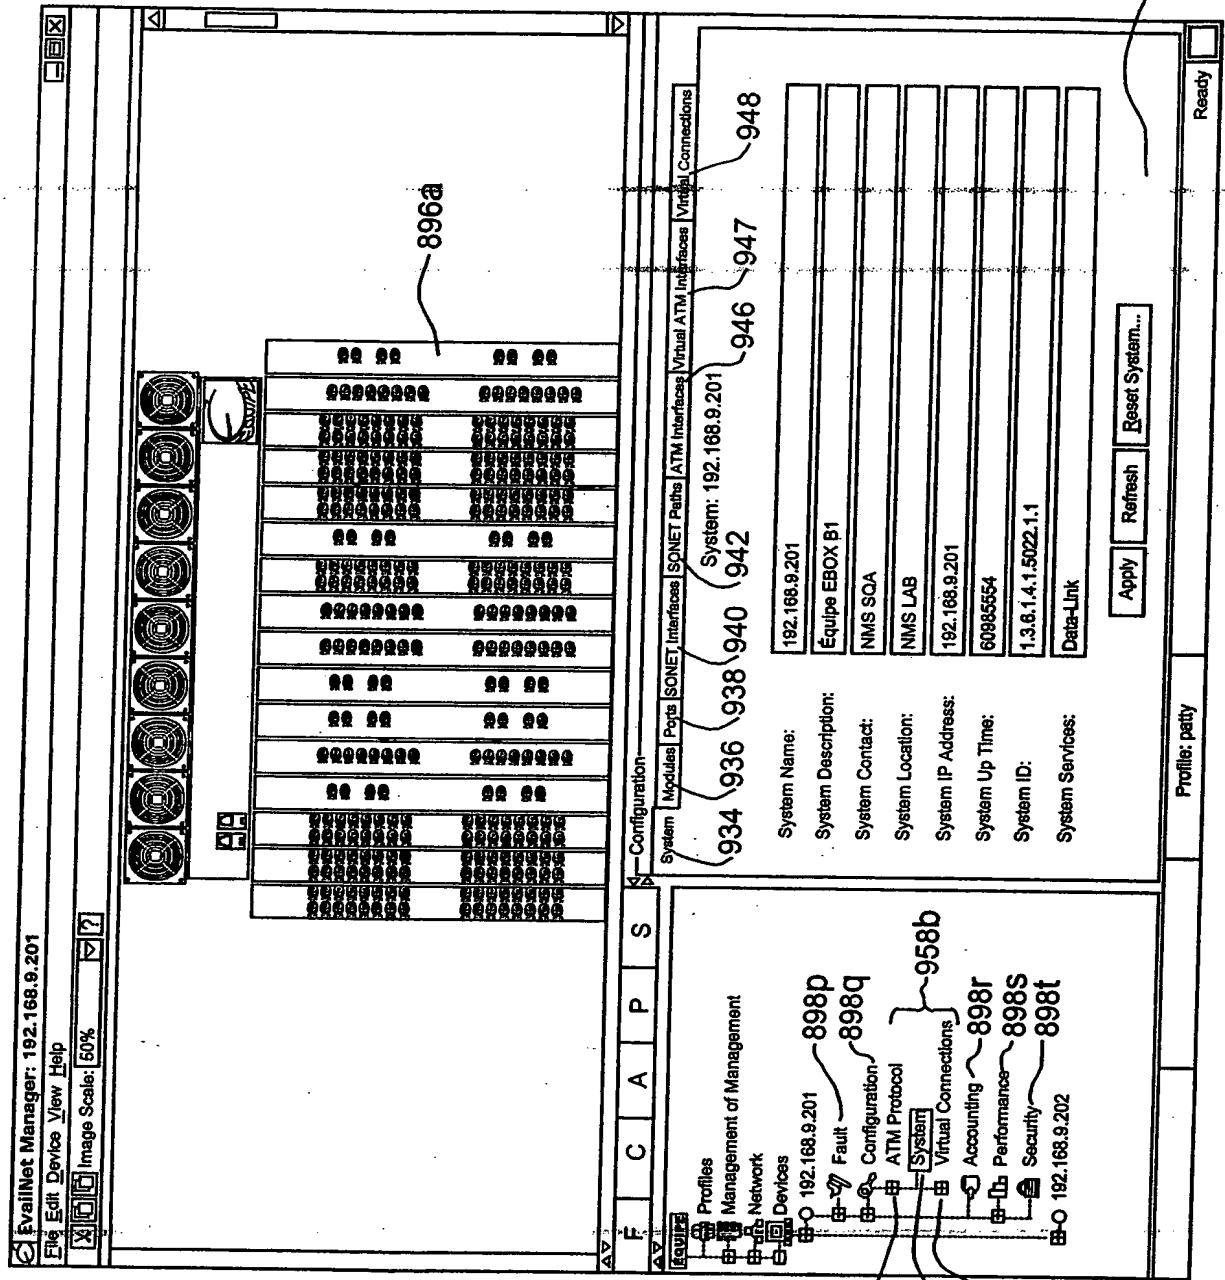 EvailNet Manager: 192.168.9.201
File Edit Device View Help
Image Scale: 50%
?
896a
F C A P S
EQUIPE
Profiles
Management of Management
Network
Devices
192.168.9.201
Fault
898p
Configuration
898q
ATM Protocol
System
Virtual Connections
958b
Accounting
898r
Performance
898s
Security
898t
192.168.9.202
Configuration
System Modules Ports SONET Interfaces SONET Paths ATM Interfaces Virtual ATM Interfaces Virtual Connections
934 936 938 940 942 946 947 948
System: 192.168.9.201
System Name: 192.168.9.201
System Description: Équipe EBOX B1
System Contact: NMS SQA
System Location: NMS LAB
System IP Address: 192.168.9.201
System Up Time: 60985554
System ID: 1.3.6.1.4.1.5022.1.1
System Services: Data-Link
Apply Refresh Reset System...
Profile: patty
Ready